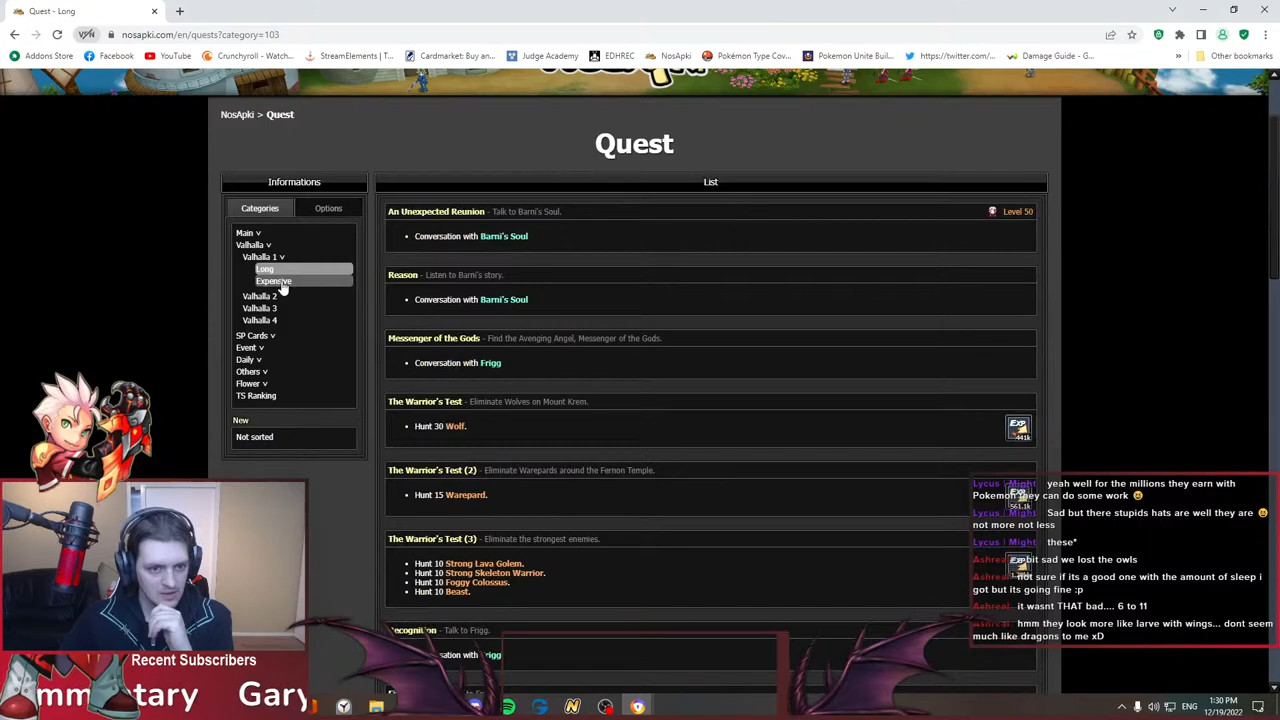 Quest - Long
nosapki.com/en/quests?category=103
VPN
Addons Store
Facebook
YouTube
Crunchyroll - Watch...
StreamElements | T...
Cardmarket: Buy an...
Judge Academy
EDHREC
NosApki
Pokémon Type Cov...
Pokemon Unite Buil...
https://twitter.com/...
Damage Guide - G...
Other bookmarks
NosApki > Quest
Quest
Informations
List
Categories
Options
Main
Valhalla
Valhalla 1
Long
Expensive
Valhalla 2
Valhalla 3
Valhalla 4
SP Cards
Event
Daily
Others
Flower
TS Ranking
New
Not sorted
An Unexpected Reunion - Talk to Barni's Soul.
Level 50
Conversation with Barni's Soul
Reason - Listen to Barni's story.
Conversation with Barni's Soul
Messenger of the Gods - Find the Avenging Angel, Messenger of the Gods.
Conversation with Frigg
The Warrior's Test - Eliminate Wolves on Mount Krem.
Hunt 30 Wolf.
EXP
441k
The Warrior's Test (2) - Eliminate Warepards around the Fernon Temple.
Hunt 15 Warepard.
561.1k
The Warrior's Test (3) - Eliminate the strongest enemies.
Hunt 10 Strong Lava Golem.
Hunt 10 Strong Skeleton Warrior.
Hunt 10 Foggy Colossus.
Hunt 10 Beast.
Recognition - Talk to Frigg.
Lycus | Might yeah well for the millions they earn with
Pokemon they can do some work
Lycus | Might Sad but there stupids hats are well they are
not more not less
Lycus | Might these*
Ashreal a bit sad we lost the owls
Ashreal not sure if its a good one with the amount of sleep i
got but its going fine :p
Ashreal it wasnt THAT bad.... 6 to 11
Ashreal hmm they look more like larve with wings... dont seem
much like dragons to me xD
Recent Subscribers
Gary
ENG
1:30 PM
12/19/2022